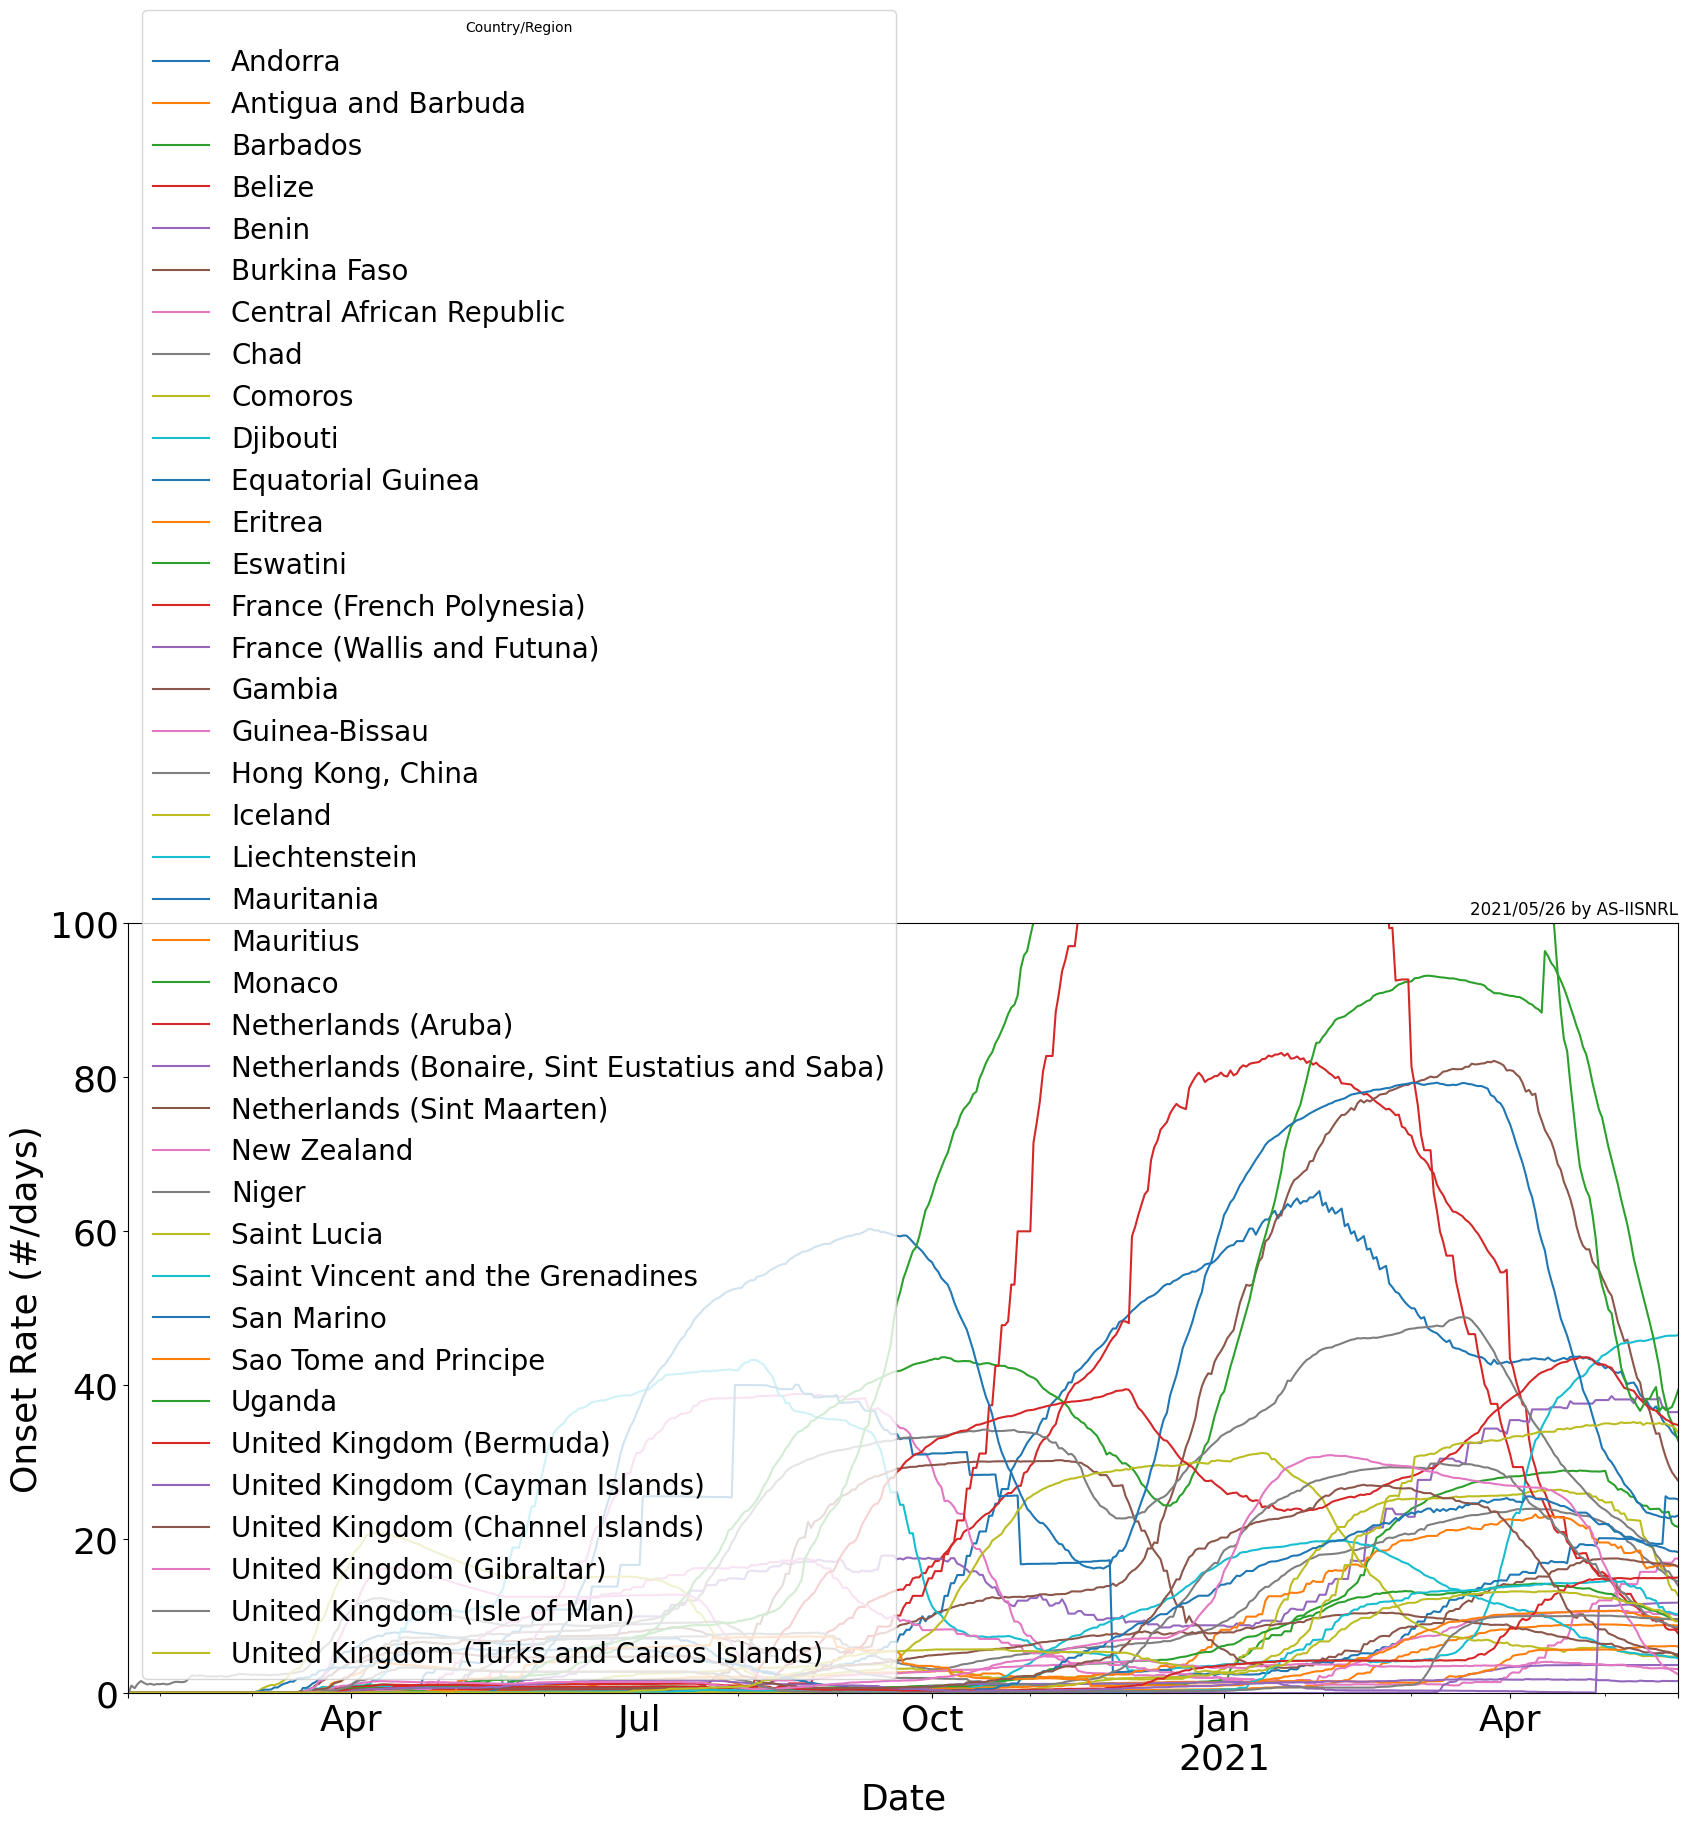 Country/Region
Andorra
Antigua and Barbuda
Barbados
Belize
Benin
Burkina Faso
Central African Republic
Chad
Comoros
Djibouti
Equatorial Guinea
Eritrea
Eswatini
France (French Polynesia)
France (Wallis and Futuna)
Gambia
Guinea-Bissau
Hong Kong, China
Iceland
Liechtenstein
Mauritania
Mauritius
Monaco
Netherlands (Aruba)
Netherlands (Bonaire, Sint Eustatius and Saba)
Netherlands (Sint Maarten)
New Zealand
Niger
Saint Lucia
Saint Vincent and the Grenadines
San Marino
Sao Tome and Principe
Uganda
United Kingdom (Bermuda)
United Kingdom (Cayman Islands)
United Kingdom (Channel Islands)
United Kingdom (Gibraltar)
United Kingdom (Isle of Man)
United Kingdom (Turks and Caicos Islands)
2021/05/26 by AS-IISNRL
Onset Rate (#/days)
100
80
60
40
20
0
Apr
Jul
Oct
Jan
2021
Apr
Date